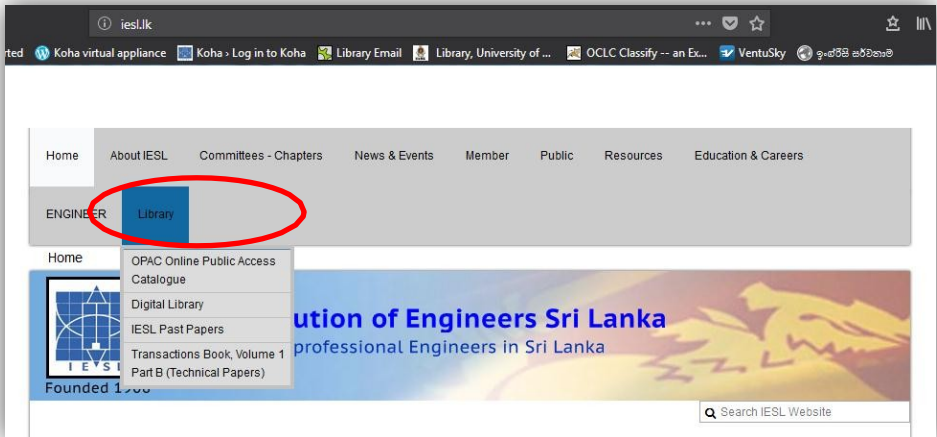 iesl.lk
rted Koha virtual appliance Koha › Log in to Koha Library Email Library, University of ... OCLC Classify -- an Ex... VentuSky ඉංග්‍රීසි සර්වනාම
Home About IESL Committees - Chapters News & Events Member Public Resources Education & Careers
ENGINEER Library
Home
OPAC Online Public Access
Catalogue
Digital Library
IESL Past Papers
Transactions Book, Volume 1
Part B (Technical Papers)
ution of Engineers Sri Lanka
professional Engineers in Sri Lanka
I E S
Founded
Search IESL Website